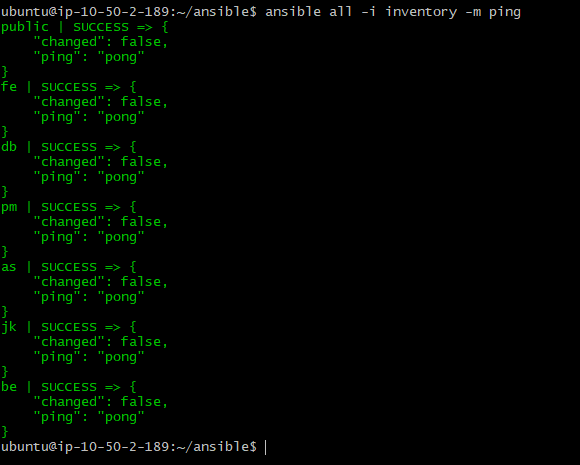 ubuntu@ip-10-50-2-189:~/ansible$ ansible all -i inventory -m ping
public | SUCCESS => {
    "changed": false,
    "ping": "pong"
}
fe | SUCCESS => {
    "changed": false,
    "ping": "pong"
}
db | SUCCESS => {
    "changed": false,
    "ping": "pong"
}
pm | SUCCESS => {
    "changed": false,
    "ping": "pong"
}
as | SUCCESS => {
    "changed": false,
    "ping": "pong"
}
jk | SUCCESS => {
    "changed": false,
    "ping": "pong"
}
be | SUCCESS => {
    "changed": false,
    "ping": "pong"
}
ubuntu@ip-10-50-2-189:~/ansible$